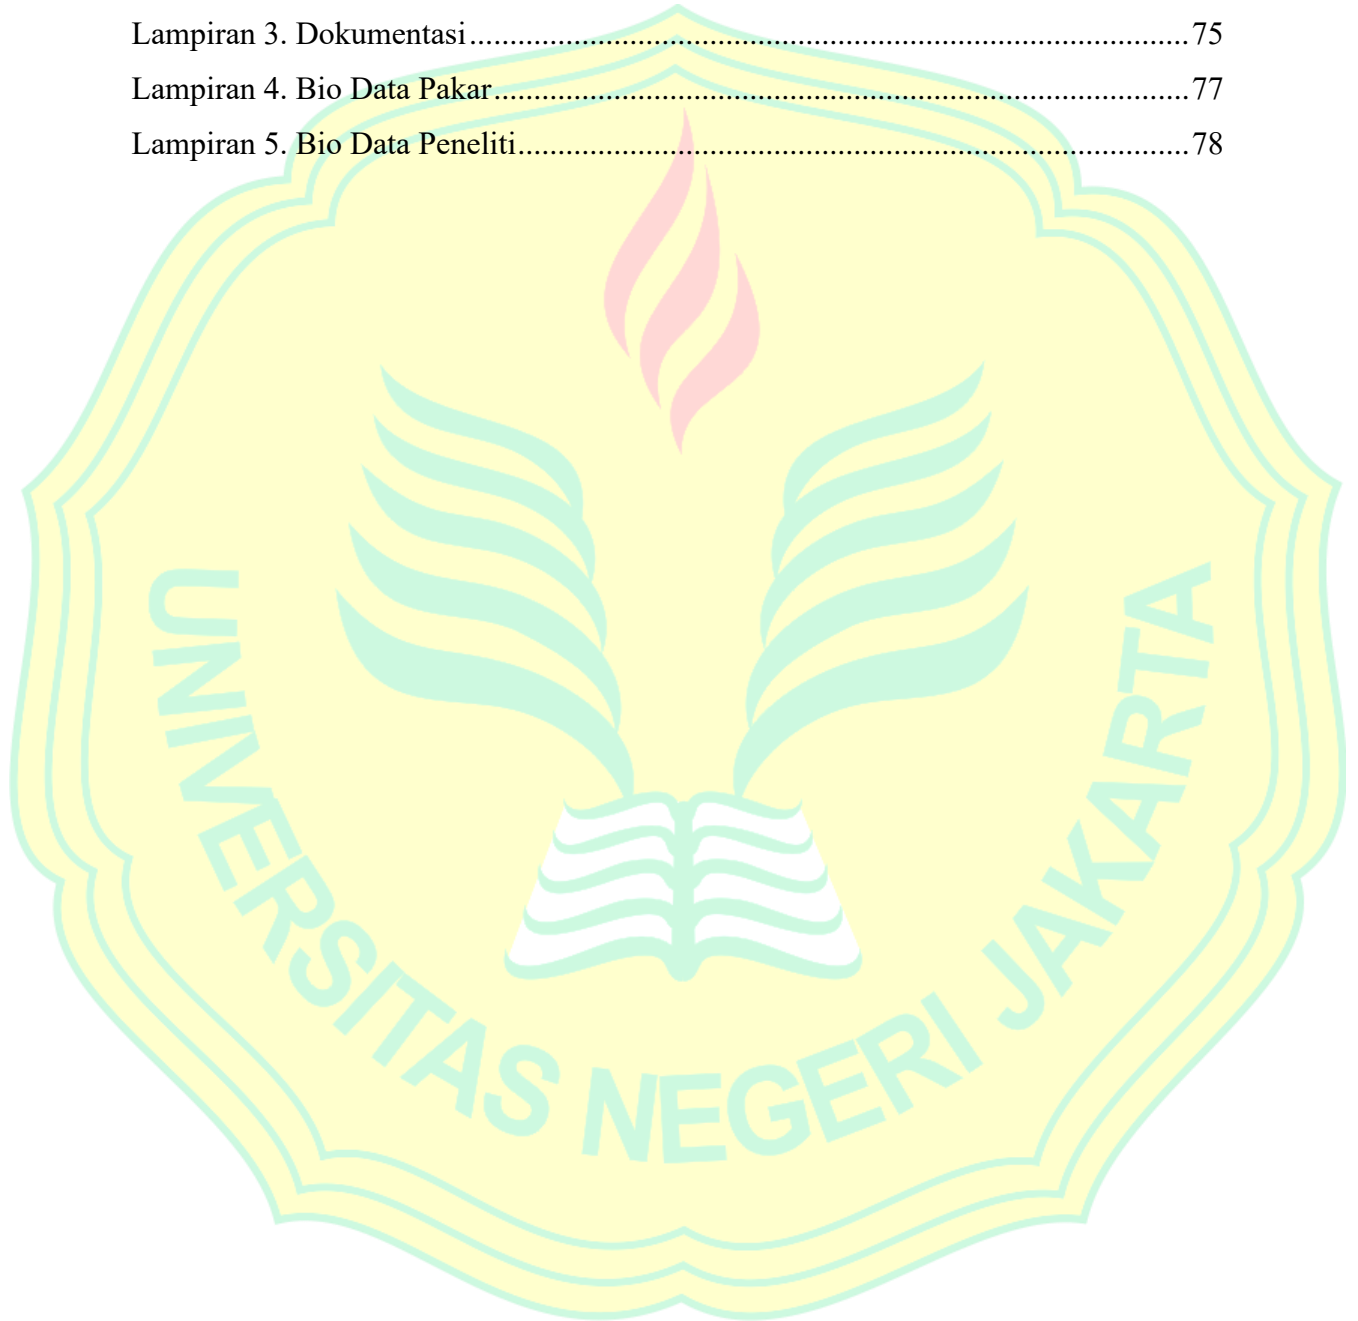 Lampiran 3. Dokumentasi........................................................................................... 75
Lampiran 4. Bio Data Pakar........................................................................................ 77
Lampiran 5. Bio Data Peneliti..................................................................................... 78
UNIVERSITAS NEGERI JAKARTA